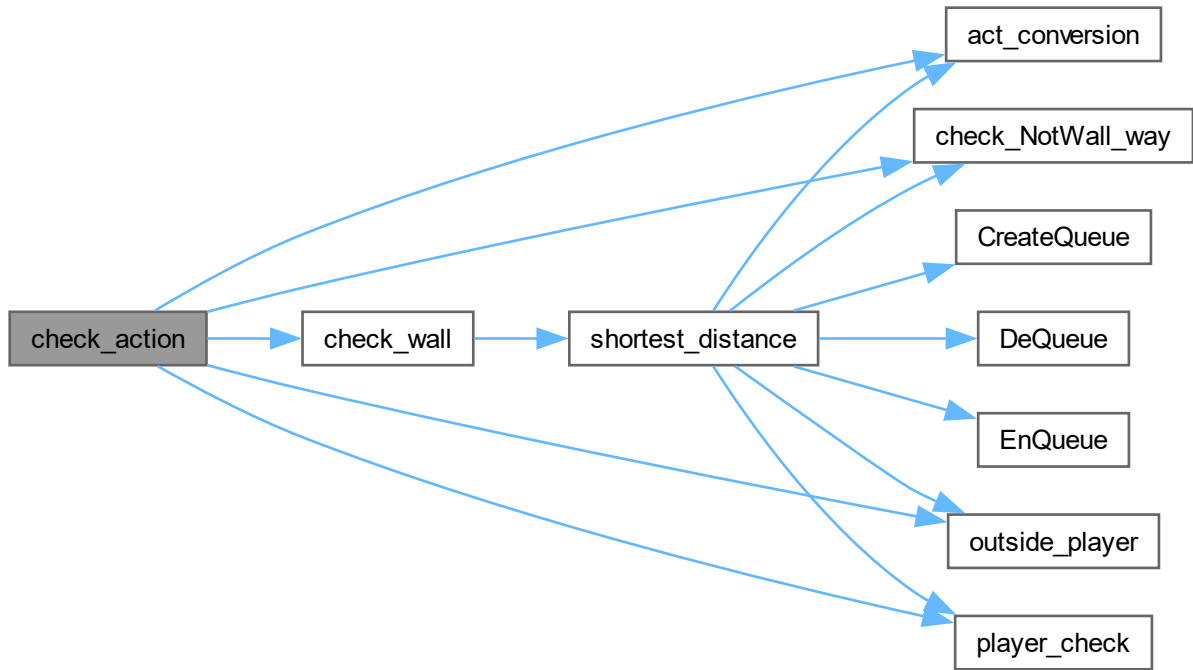 act_conversion
check_NotWall_way
CreateQueue
check_action
check_wall
shortest_distance
DeQueue
EnQueue
outside_player
player_check